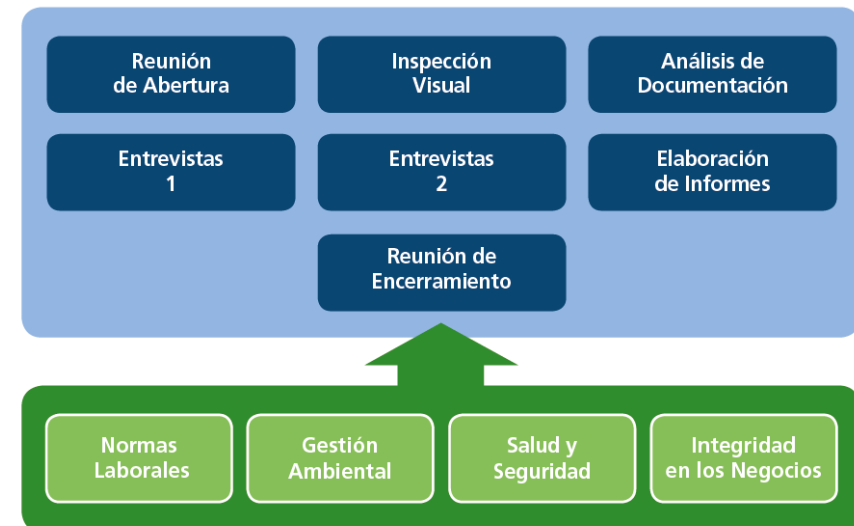 Reunión
de Abertura
Inspección
Visual
Análisis de
Documentación
Entrevistas
1
Entrevistas
2
Elaboración
de Informes
Reunión de
Encerramiento
Normas
Laborales
Gestión
Ambiental
Salud y
Seguridad
Integridad
en los Negocios